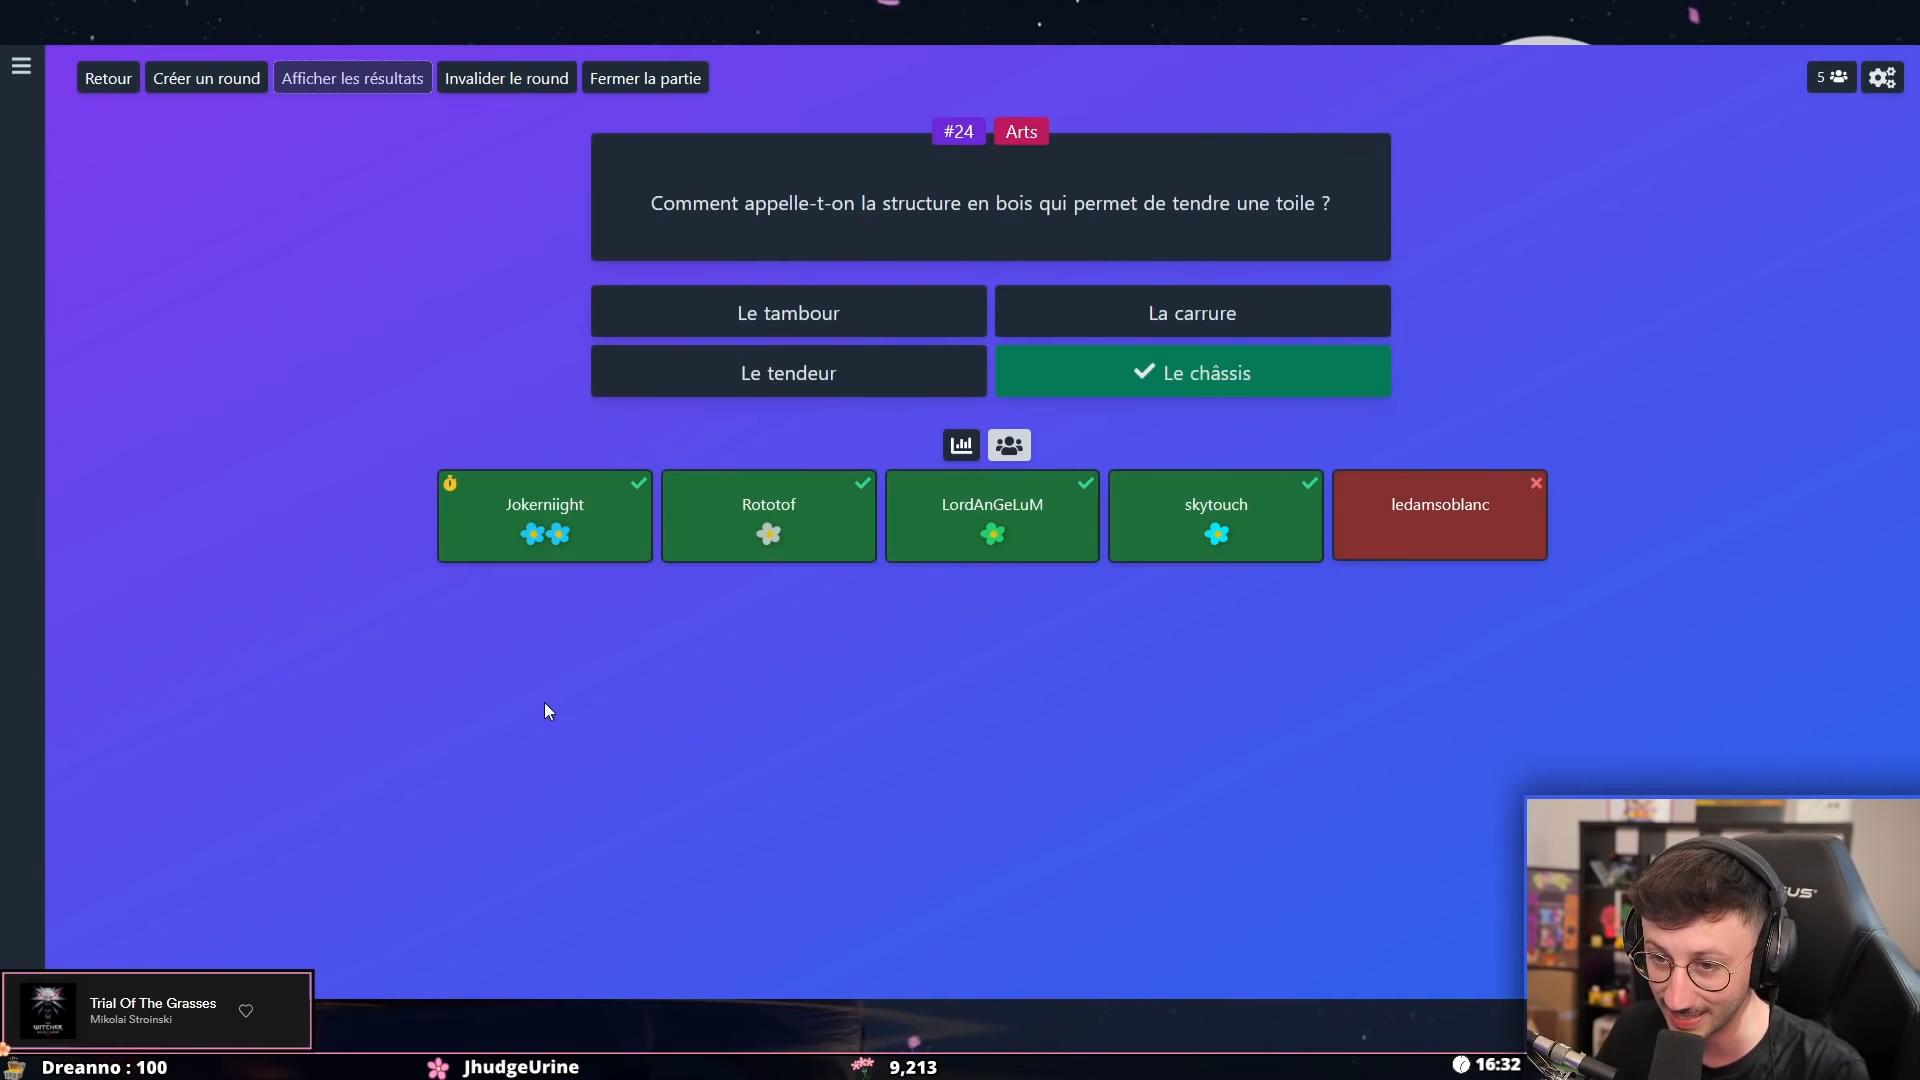 Retour Créer un round Afficher les résultats Invalider le round Fermer la partie 5
#24 Arts
Comment appelle-t-on la structure en bois qui permet de tendre une toile ?
Le tambour La carrure
Le tendeur Le châssis
Jokerniight Rototof LordAnGeLuM skytouch ledamsoblanc
Trial Of The Grasses
Mikolai Stroinski
WITCHER
Dreanno : 100 JhudgeUrine 9,213 16:32